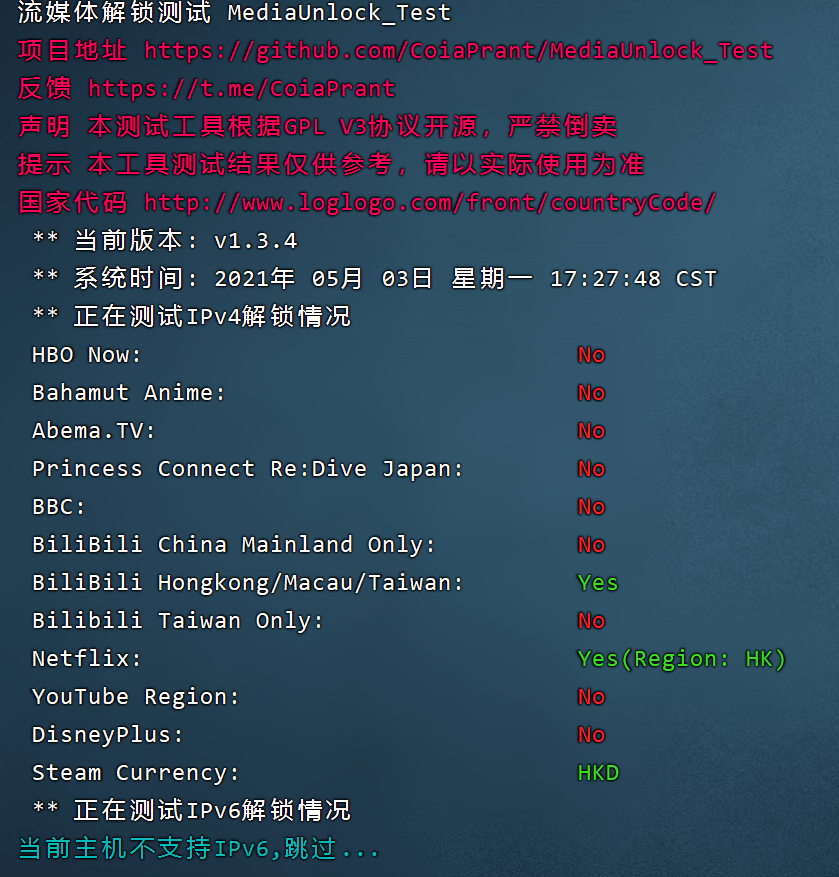 流媒体解锁测试 MediaUnlock_Test
项目地址 https://github.com/CoiaPrant/MediaUnlock_Test
反馈 https://t.me/CoiaPrant
声明 本测试工具根据GPL V3协议开源, 严禁倒卖
提示 本工具测试结果仅供参考, 请以实际使用为准
国家代码 http://www.loglogo.com/front/countryCode/
** 当前版本: v1.3.4
** 系统时间: 2021年 05月 03日 星期一 17:27:48 CST
** 正在测试IPv4解锁情况
HBO Now: No
Bahamut Anime: No
Abema.TV: No
Princess Connect Re:Dive Japan: No
BBC: No
BiliBili China Mainland Only: No
BiliBili Hongkong/Macau/Taiwan: Yes
Bilibili Taiwan Only: No
Netflix: Yes(Region: HK)
YouTube Region: No
DisneyPlus: No
Steam Currency: HKD
** 正在测试IPv6解锁情况
当前主机不支持IPv6,跳过...